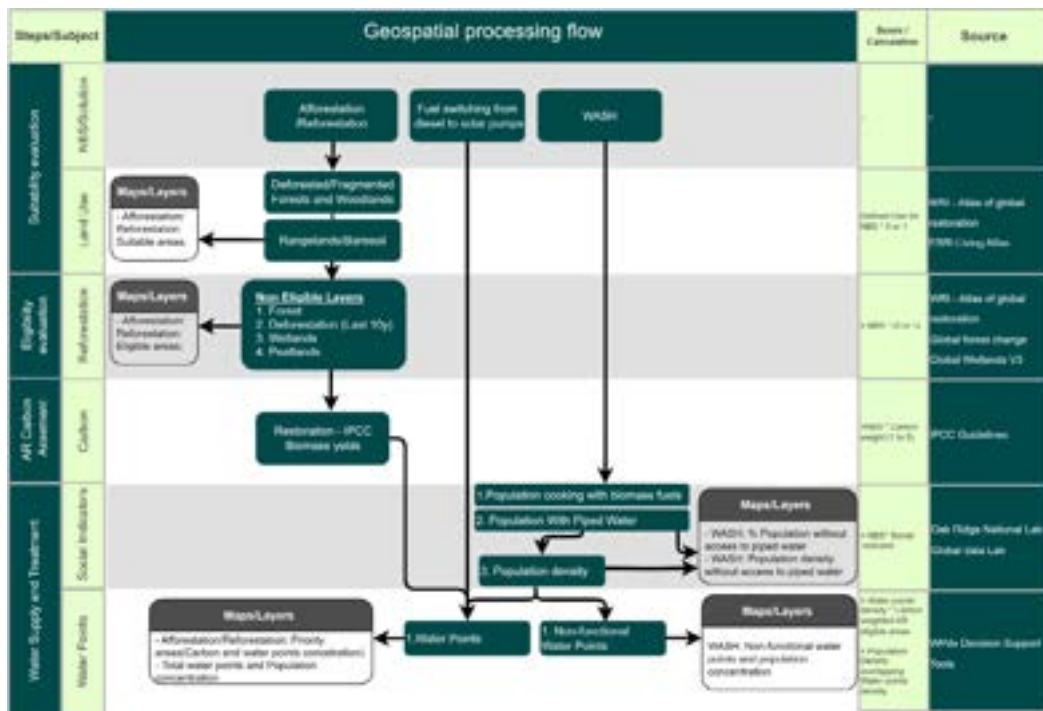 Steps/Subject
Geospatial processing flow
Score / Calculation
Source
Suitability evaluation
NBS/Solution
Afforestation
/Reforestation
Fuel switching from
diesel to solar pumps
WASH
Land Use
Maps/Layers
- Afforestation/
Reforestation
Suitable areas
Deforested/Fragmented
Forests and Woodlands
Rangelands/Baresoil
WRI - Atlas of global
restoration
ESRI Living Atlas
Eligibility
evaluation
Reforestation
Maps/Layers
- Afforestation/
Reforestation:
Eligible areas
Non Eligible Layers
1. Forest
2. Deforestation (Last 10y)
3. Wetlands
4. Peatlands
WRI - Atlas of global
restoration
Global forest change
Global Wetlands V3
AR Carbon
Carbon
Restoration - IPCC
Biomass yields
IPCC Guidelines
Water Supply and Treatment
Social Indicators
1.Population cooking with biomass fuels
2. Population With Piped Water
3. Population density
Maps/Layers
- WASH: % Population without
access to piped water
- WASH: Population density
without access to piped water
Oak Ridge National Lab
Global data Lab
Water Points
Maps/Layers
- Afforestation/Reforestation: Priority
areas(Carbon and water points
- Total water points and Population
concentration
1.Water Points
1. Non-functional
Water Points
Maps/Layers
WASH: Non-functional water
points and population
concentration
Decision Support
Tools